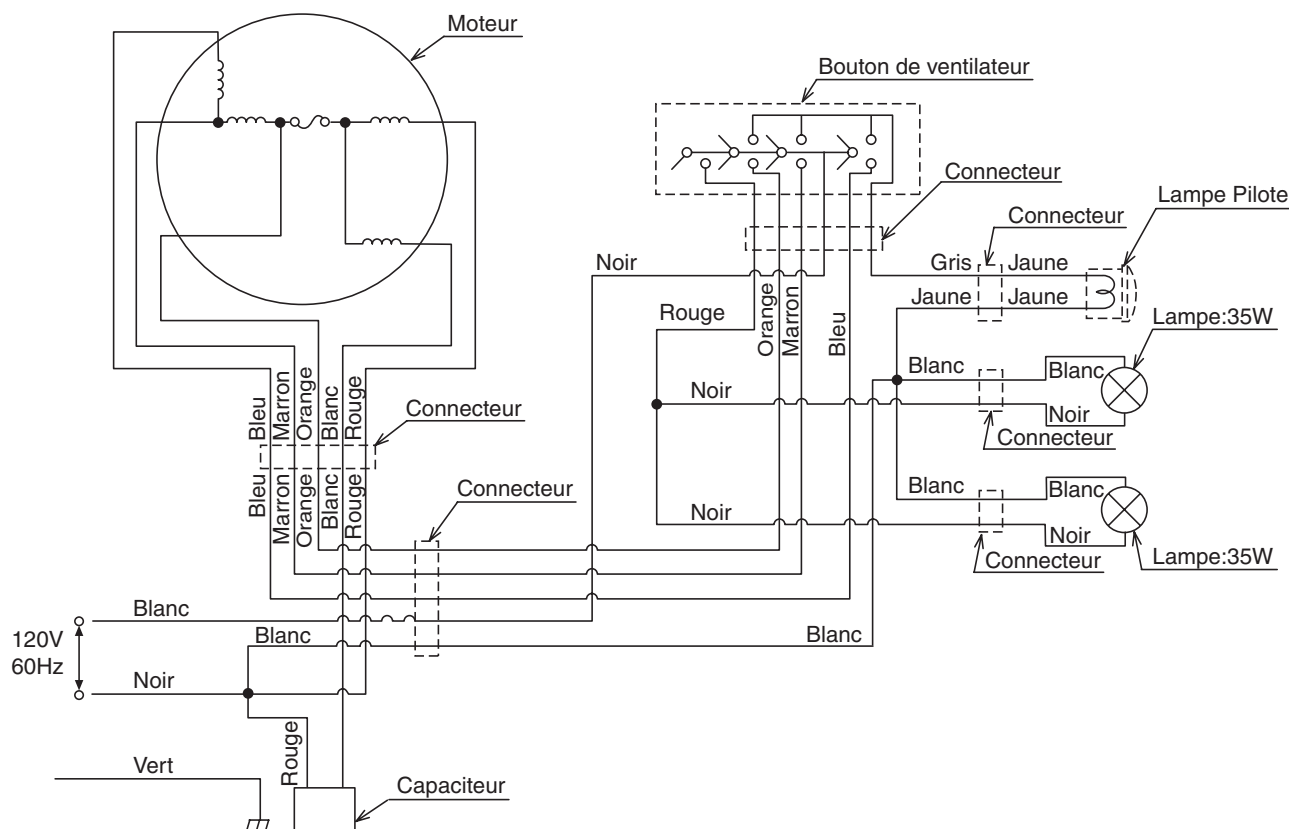 Moteur
Bouton de ventilateur
Connecteur
Lampe Pilote
Connecteur
Noir
Gris
Jaune
Jaune
Jaune
Rouge
Orange
Marron
Bleu
Lampe:35W
Blanc
Blanc
Noir
Noir
Connecteur
Bleu
Marron
Orange
Blanc
Rouge
Connecteur
Bleu
Marron
Orange
Blanc
Rouge
Connecteur
Blanc
Blanc
Noir
Noir
Connecteur
Lampe:35W
Blanc
120V
60Hz
Blanc
Blanc
Noir
Rouge
Vert
Capaciteur